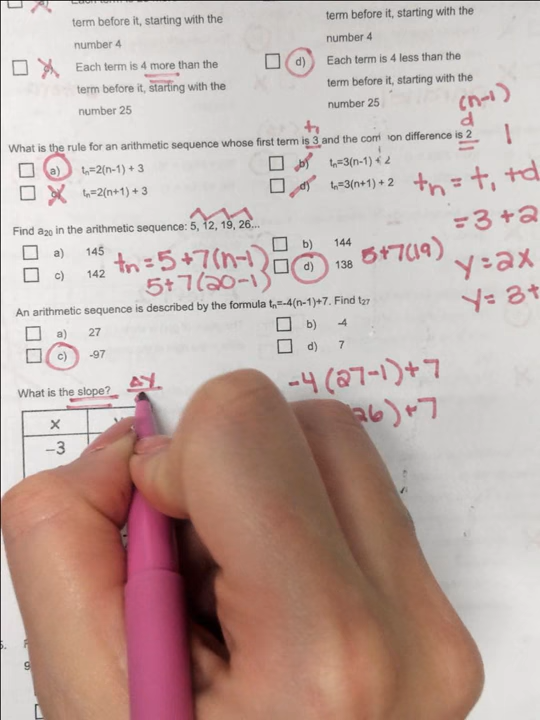 term before it, starting with the
term before it, starting with the
number 4
number 4
Each term is 4 more than the
d) Each term is 4 less than the
term before it, starting with the
term before it, starting with the
number 25
number 25
(n-1)
t1
d
What is the rule for an arithmetic sequence whose first term is 3 and the difference is 2
a) tn=2(n-1) + 3
b) tn=3(n-1) + 2
tn = t1 + d
c) tn=2(n+1) + 3
d) tn=3(n+1) + 2
= 3 + 2
Find a20 in the arithmetic sequence: 5, 12, 19, 26...
a) 145
b) 144
tn = 5 + 7(n-1)
5+7(19)
y = 2x
c) 142
d) 138
5+7(20-1)
y = 3+
An arithmetic sequence is described by the formula tn=-4(n-1)+7. Find t27
a) 27
b) -4
c) -97
d) 7
What is the slope? Δy
-4(27-1)+7
26)+7
x
-3